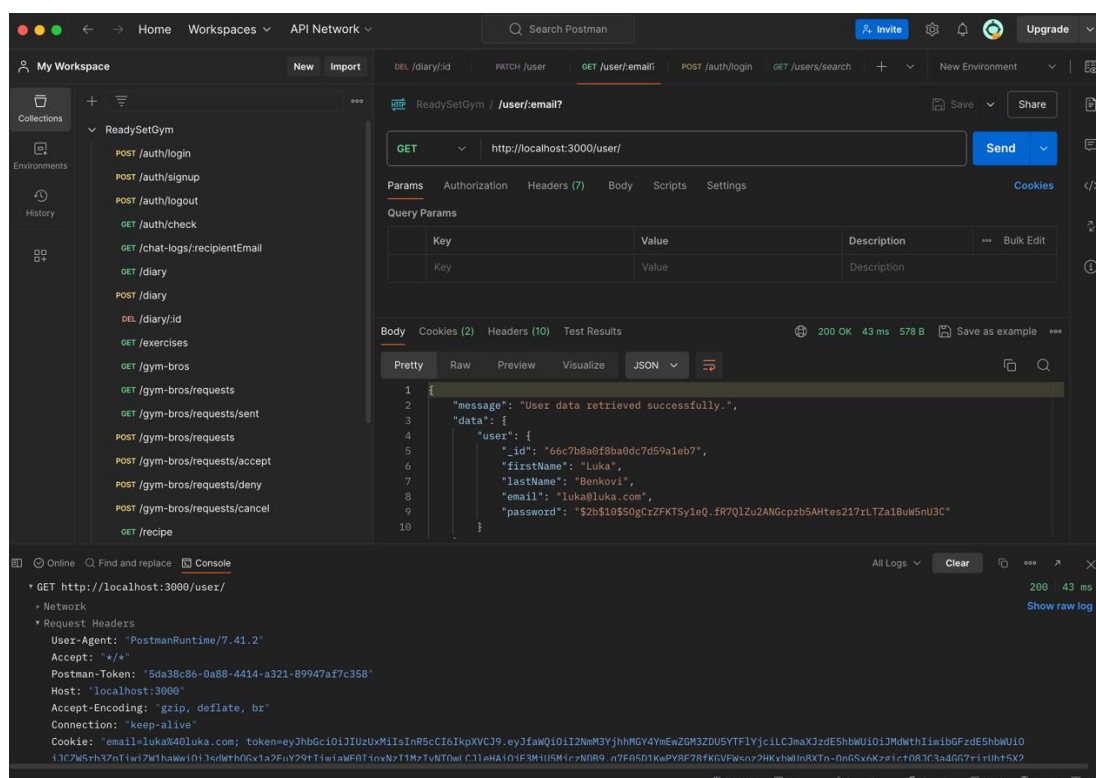 Home Workspaces API Network Search Postman Invite Upgrade
My Workspace New Import DEL /diary/:id PATCH /user GET /user/:email? POST /auth/login GET /users/search New Environment
Collections
Environments
History
ReadySetGym
POST /auth/login
POST /auth/signup
POST /auth/logout
GET /auth/check
GET /chat-logs/:recipientEmail
GET /diary
POST /diary
DEL /diary/:id
GET /exercises
GET /gym-bros
GET /gym-bros/requests
GET /gym-bros/requests/sent
POST /gym-bros/requests
POST /gym-bros/requests/accept
POST /gym-bros/requests/deny
POST /gym-bros/requests/cancel
GET /recipe
HTTP ReadySetGym / /user/:email? Save Share
GET http://localhost:3000/user/ Send
Params Authorization Headers (7) Body Scripts Settings Cookies
Query Params
Key Value Description Bulk Edit
Key Value Description
Body Cookies (2) Headers (10) Test Results 200 OK 43 ms 578 B Save as example
Pretty Raw Preview Visualize JSON
1 {
2 "message": "User data retrieved successfully.",
3 "data": {
4 "user": {
5 "_id": "66c7b8a0f8ba0dc7d59a1eb7",
6 "firstName": "Luka",
7 "lastName": "Benkovi",
8 "email": "luka@luka.com",
9 "password":
10 }
Online Find and replace Console All Logs Clear
GET http://localhost:3000/user/ 200 43 ms
Network Show raw log
Request Headers
User-Agent: "PostmanRuntime/7.41.2"
Accept: "*/*"
Postman-Token: "5da38c86-0a88-4414-a321-89947af7c358"
Host: "localhost:3000"
Accept-Encoding: "gzip, deflate, br"
Connection: "keep-alive"
Cookie: "email=luka%40luka.com;